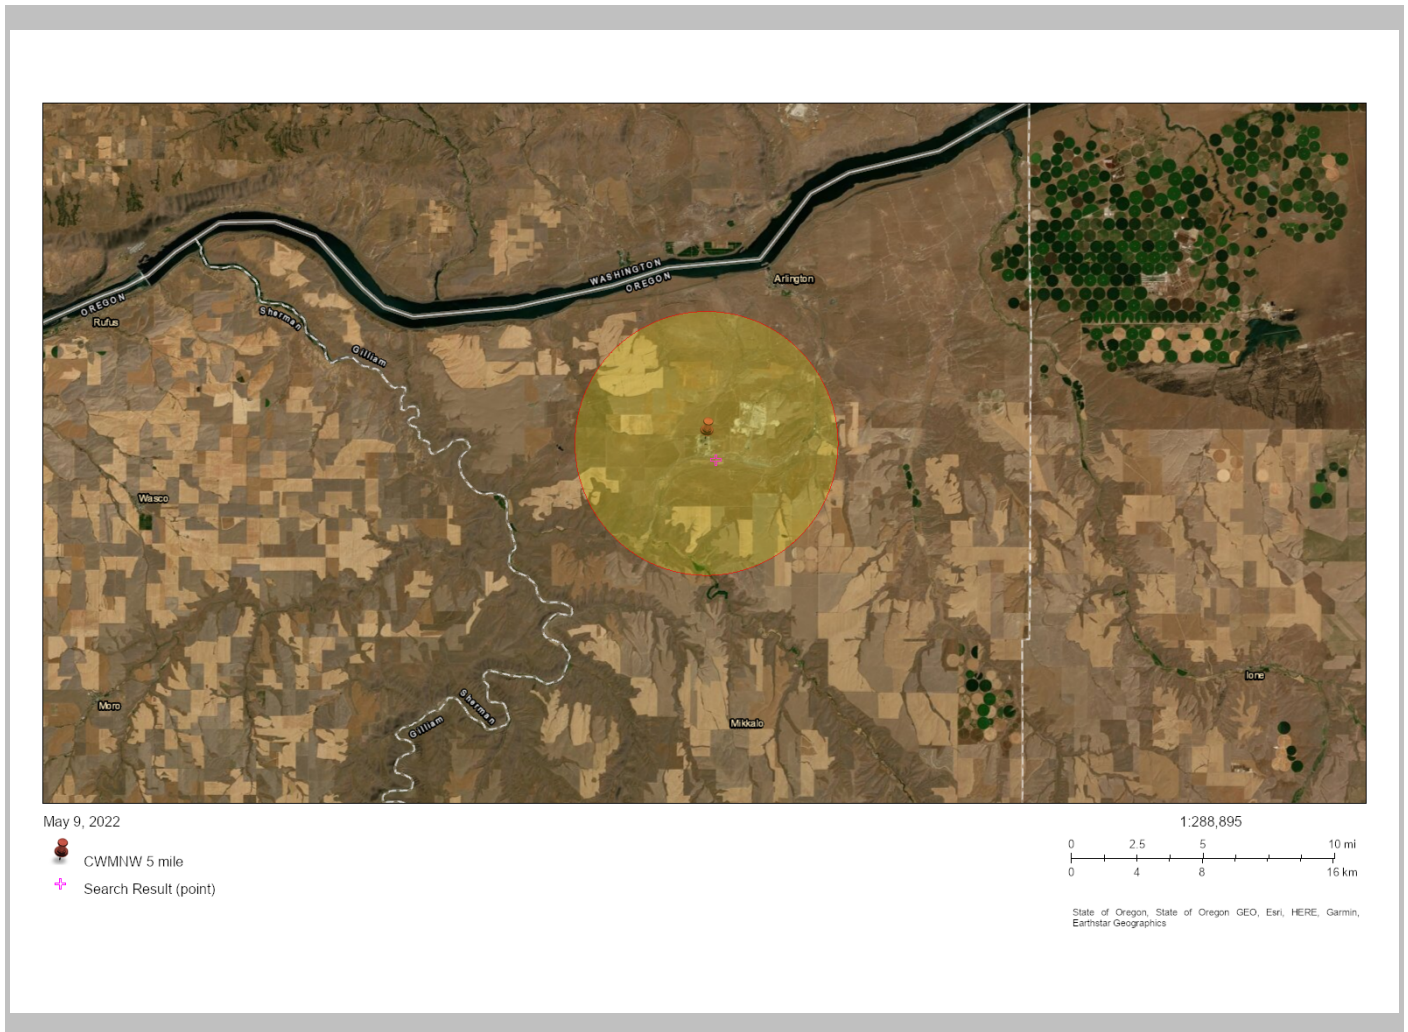 WASHINGTON
OREGON
Arlington
OREGON
Rufus
Sherman
Gilliam
Wasco
Ione
Moro
Sherman
Gilliam
Mikkalo
May 9, 2022
1:288,895
CWMNW 5 mile
Search Result (point)
0 2.5 5 10 mi
0 4 8 16 km
State of Oregon, State of Oregon GEO, Esri, HERE, Garmin,
Earthstar Geographics